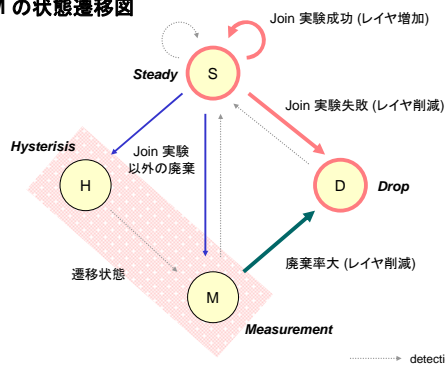 の状態遷移図
Join 実験成功 (レイヤ増加)
Steady
S
Join 実験失敗 (レイヤ削減)
Hysterisis
Join 実験
以外の廃棄
H
D
Drop
遷移状態
廃棄率大 (レイヤ削減)
M
Measurement